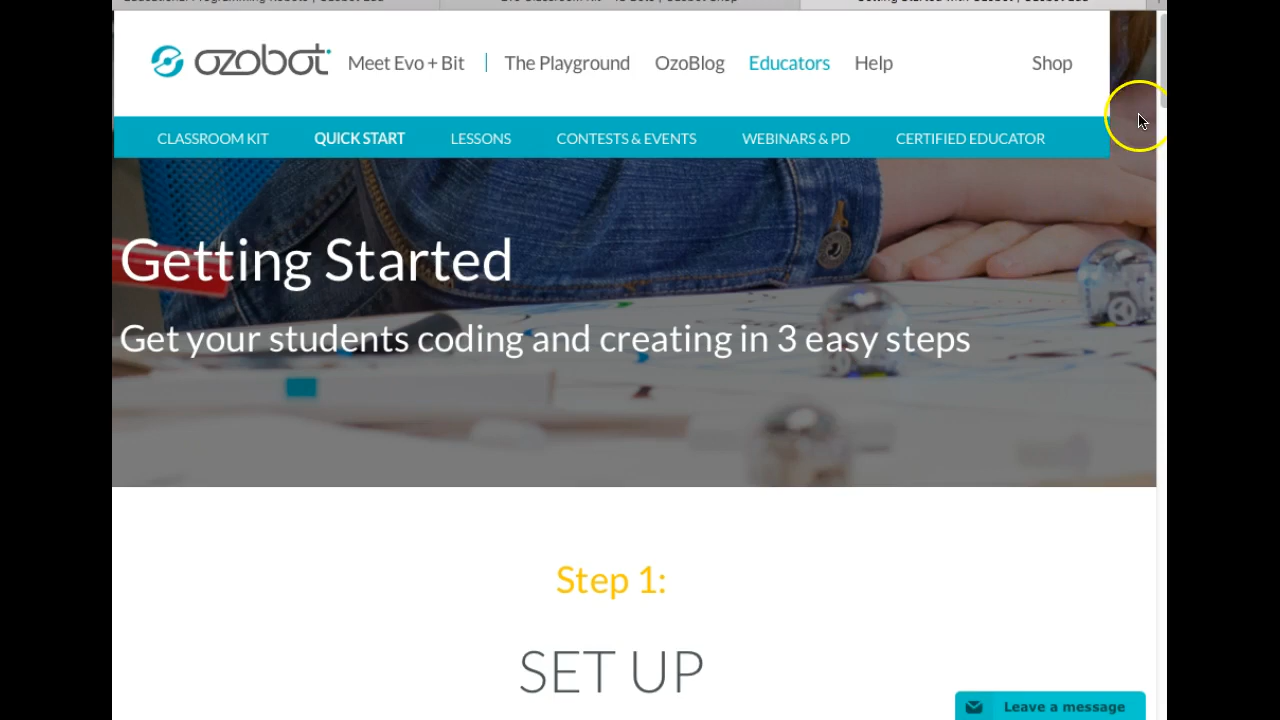 ozobot Meet Evo + Bit The Playground OzoBlog Educators Help Shop
CLASSROOM KIT QUICK START LESSONS CONTESTS & EVENTS WEBINARS & PD CERTIFIED EDUCATOR
Getting Started
Get your students coding and creating in 3 easy steps
Step 1:
SET UP
Leave a message